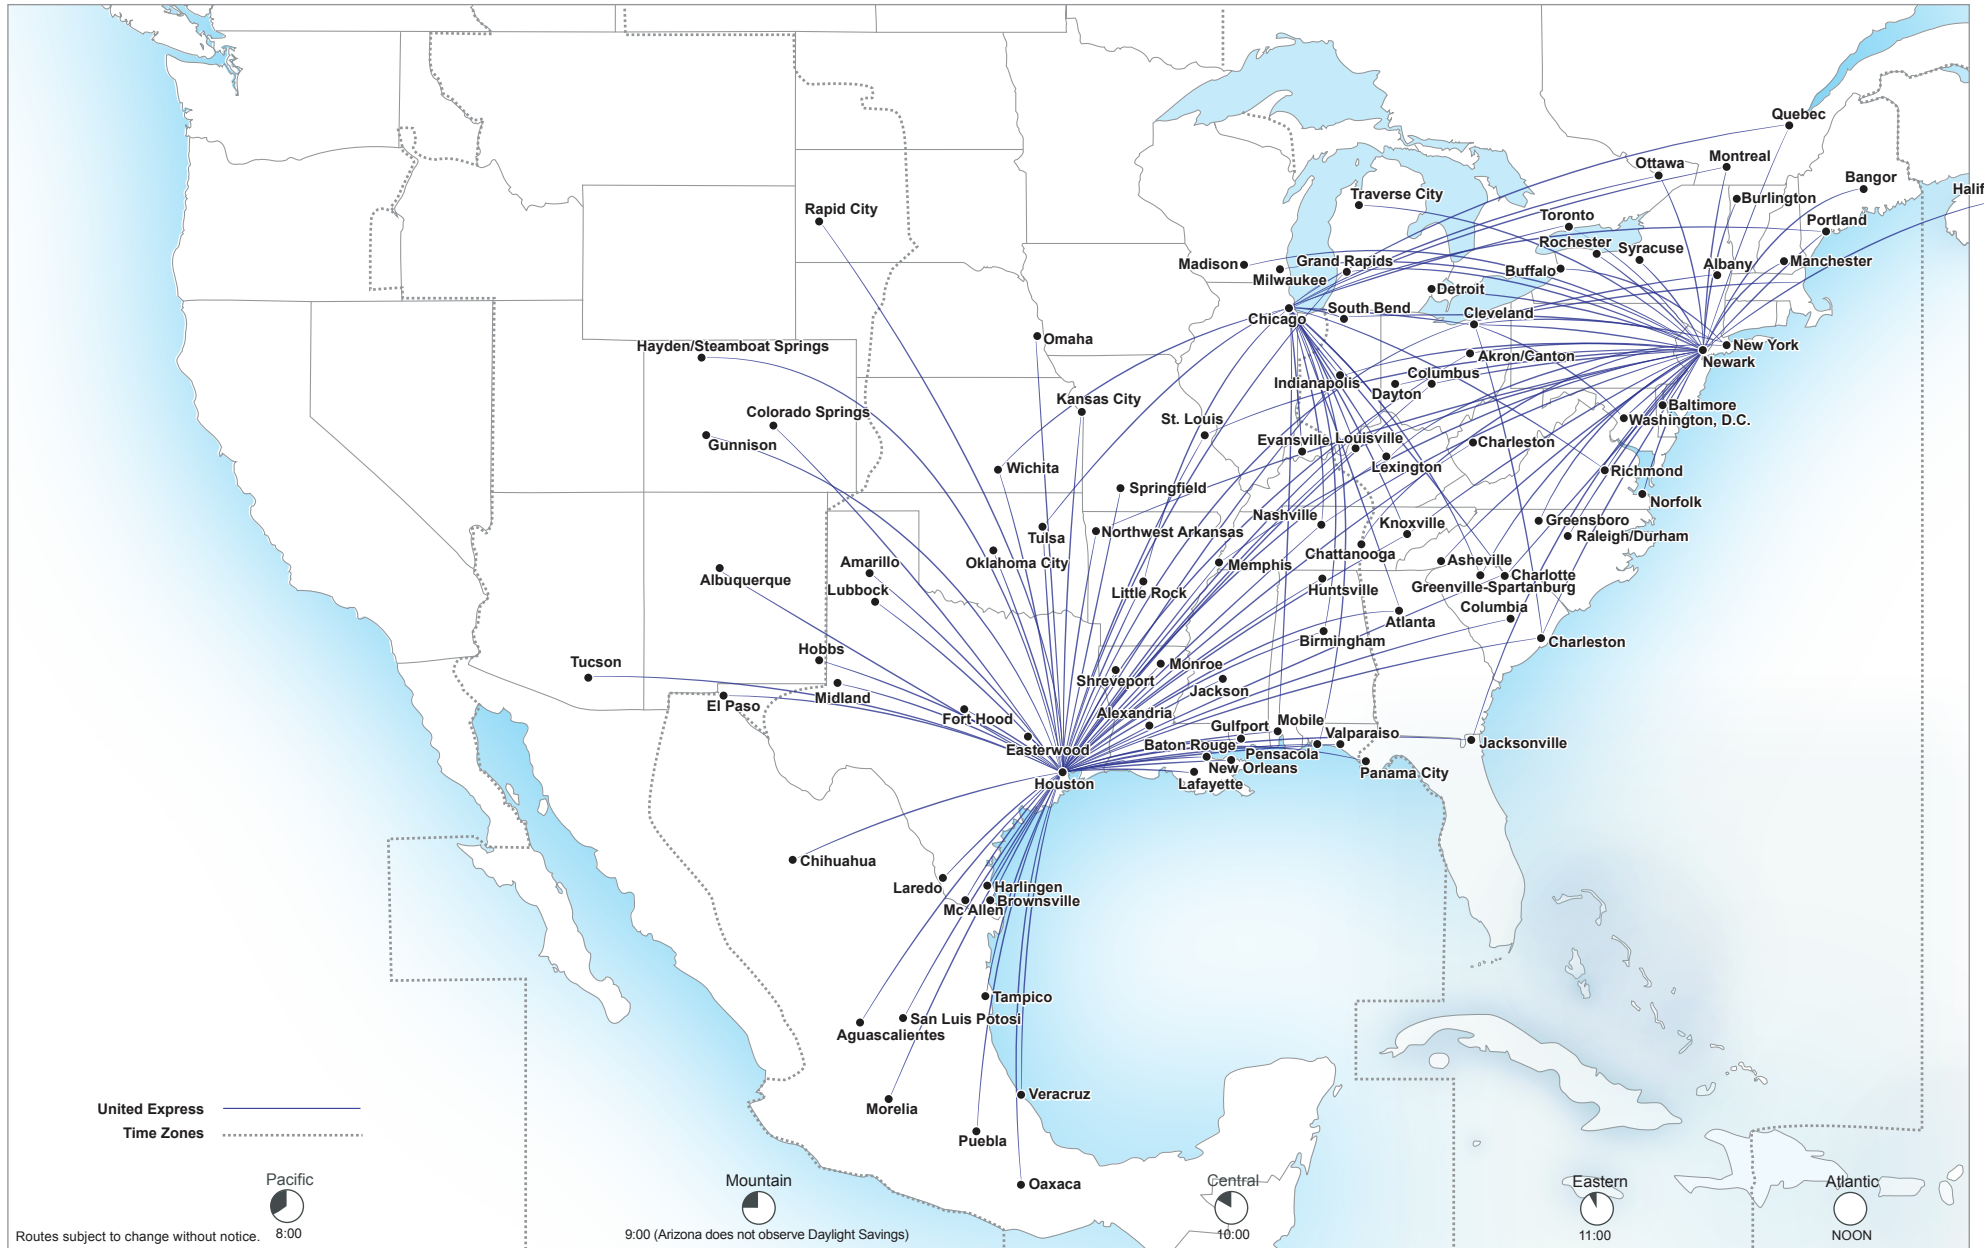 Quebec
Ottawa
Montreal
Bangor
Halif
Traverse City
Burlington
Rapid City
Toronto
Portland
Rochester
Syracuse
Madison
Grand Rapids
Buffalo
Albany
Manchester
Milwaukee
Detroit
South Bend
Chicago
Cleveland
Omaha
Hayden/Steamboat Springs
New York
Akron/Canton
Newark
Indianapolis
Columbus
Dayton
Kansas City
Colorado Springs
St. Louis
Baltimore
Washington, D.C.
Gunnison
Evansville
Louisville
Charleston
Wichita
Lexington
Richmond
Springfield
Norfolk
Nashville
Knoxville
Greensboro
Northwest Arkansas
Tulsa
Raleigh/Durham
Chattanooga
Oklahoma City
Amarillo
Memphis
Asheville
Albuquerque
Charlotte
Lubbock
Little Rock
Huntsville
Greenville-Spartanburg
Columbia
Atlanta
Birmingham
Charleston
Hobbs
Tucson
Monroe
Shreveport
Midland
Jackson
El Paso
Fort Hood
Alexandria
Gulfport
Mobile
Valparaiso
Easterwood
Baton Rouge
Pensacola
Jacksonville
New Orleans
Panama City
Houston
Lafayette
Chihuahua
Laredo
Harlingen
Mc Allen
Brownsville
Tampico
San Luis Potosi
Aguascalientes
Veracruz
Morelia
Puebla
Oaxaca
United Express
Time Zones
Pacific
Mountain
Central
Eastern
Atlantic
Routes subject to change without notice.
8:00
9:00 (Arizona does not observe Daylight Savings)
10:00
11:00
NOON